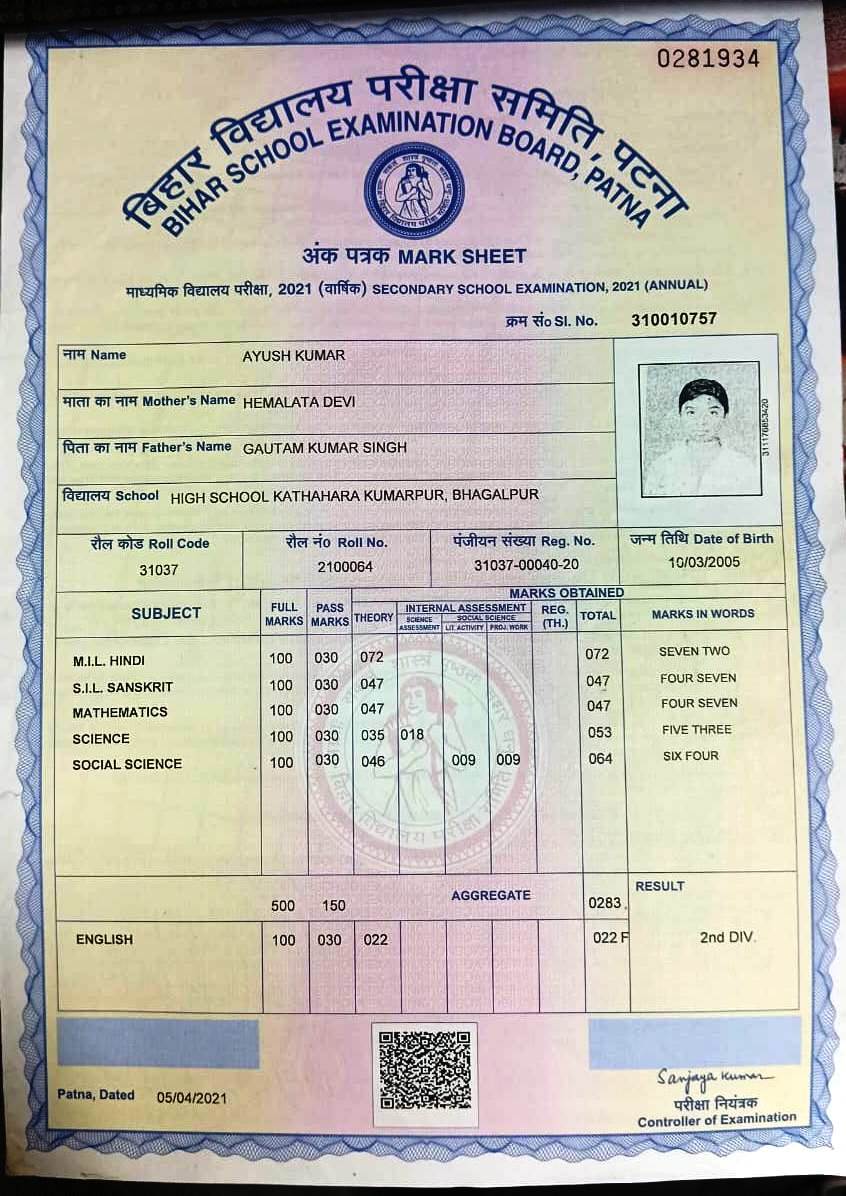 0281934
बिहार विद्यालय परीक्षा समिति, पटना
BIHAR SCHOOL EXAMINATION BOARD, PATNA
अंक पत्रक MARK SHEET
माध्यमिक विद्यालय परीक्षा, 2021 (वार्षिक) SECONDARY SCHOOL EXAMINATION, 2021 (ANNUAL)
क्रम सं० Sl. No. 310010757
नाम Name AYUSH KUMAR
माता का नाम Mother's Name HEMALATA DEVI
पिता का नाम Father's Name GAUTAM KUMAR SINGH
विद्यालय School HIGH SCHOOL KATHAHARA KUMARPUR, BHAGALPUR
311176853420
रौल कोड Roll Code रौल नं० Roll No. पंजीयन संख्या Reg. No. जन्म तिथि Date of Birth
31037 2100064 31037-00040-20 10/03/2005
SUBJECT FULL MARKS PASS MARKS MARKS OBTAINED
THEORY INTERNAL ASSESSMENT REG. (TH.) TOTAL MARKS IN WORDS
SCIENCE ASSESSMENT SOCIAL SCIENCE
LIT. ACTIVITY PROJ. WORK
M.I.L. HINDI 100 030 072 072 SEVEN TWO
S.I.L. SANSKRIT 100 030 047 047 FOUR SEVEN
MATHEMATICS 100 030 047 047 FOUR SEVEN
SCIENCE 100 030 035 018 053 FIVE THREE
SOCIAL SCIENCE 100 030 046 009 009 064 SIX FOUR
500 150 AGGREGATE 0283 RESULT
ENGLISH 100 030 022 022 F 2nd DIV.
Patna, Dated 05/04/2021
Sanjaya Kumar
परीक्षा नियंत्रक
Controller of Examination